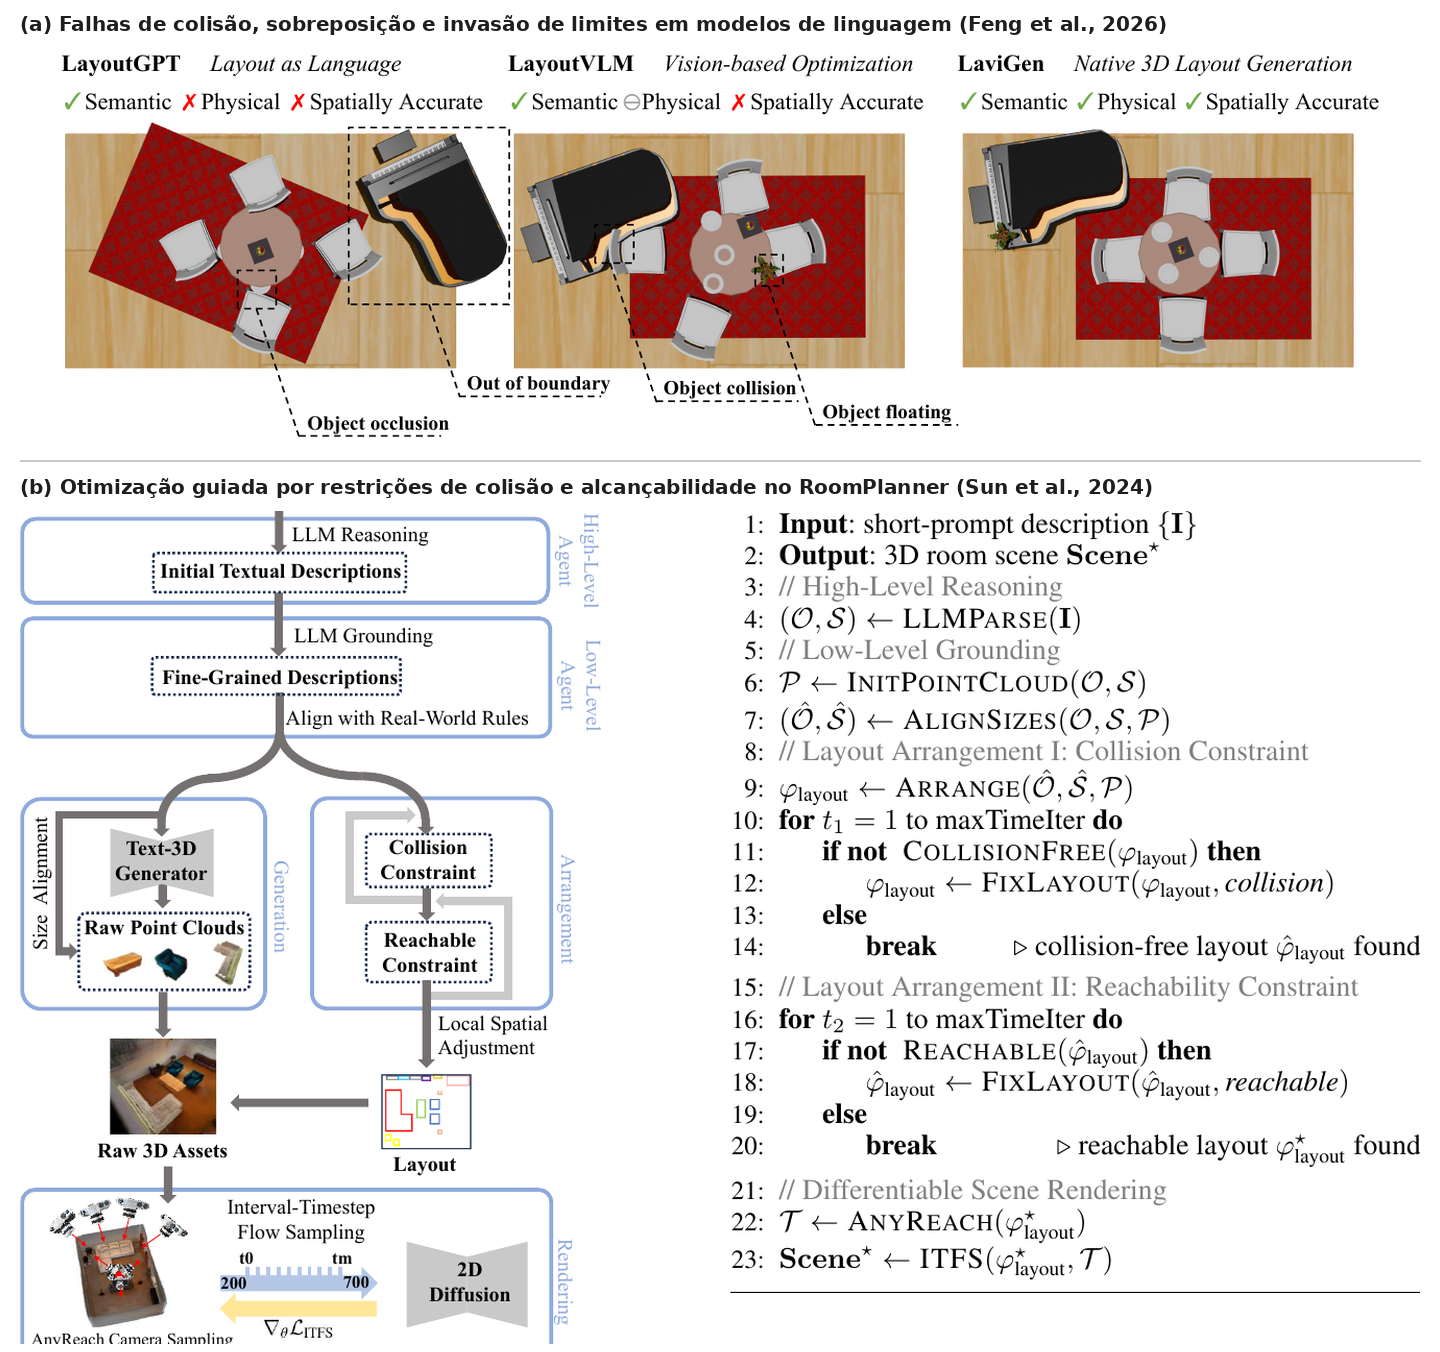 (a) Falhas de colisão, sobreposição e invasão de limites em modelos de linguagem (Feng et al., 2026)
LayoutGPT Layout as Language
✓Semantic ✗Physical ✗Spatially Accurate
LayoutVLM Vision-based Optimization
✓Semantic ⊖Physical ✗Spatially Accurate
LaviGen Native 3D Layout Generation
✓Semantic ✓Physical ✓Spatially Accurate
Out of boundary
Object occlusion
Object collision
Object floating
(b) Otimização guiada por restrições de colisão e alcançabilidade no RoomPlanner (Sun et al., 2024)
LLM Reasoning
Initial Textual Descriptions
High-Level
Agent
LLM Grounding
Fine-Grained Descriptions
Align with Real-World Rules
Low-Level
Agent
Size Alignment
Text-3D
Generator
Raw Point Clouds
Generation
Collision
Constraint
Reachable
Constraint
Arrangement
Local Spatial
Adjustment
Raw 3D Assets
Layout
Interval-Timestep
Flow Sampling
t0 tm
200 700
∇θ𝓛ITFS
2D
Diffusion
Rendering
AnyReach Camera Sampling
1: Input: short-prompt description {I}
2: Output: 3D room scene Scene⋆
3: // High-Level Reasoning
4: (𝒪, 𝒮) ← LLMPARSE(I)
5: // Low-Level Grounding
6: 𝒫 ← INITPOINTCLOUD(𝒪, 𝒮)
7: (𝒪̂, 𝒮̂) ← ALIGNSIZES(𝒪, 𝒮, 𝒫)
8: // Layout Arrangement I: Collision Constraint
9: φlayout ← ARRANGE(𝒪̂, 𝒮̂, 𝒫)
10: for t₁ = 1 to maxTimeIter do
11: if not COLLISIONFREE(φlayout) then
12: φlayout ← FIXLAYOUT(φlayout, collision)
13: else
14: break ▷ collision-free layout φ̂layout found
15: // Layout Arrangement II: Reachability Constraint
16: for t₂ = 1 to maxTimeIter do
17: if not REACHABLE(φ̂layout) then
18: φ̂layout ← FIXLAYOUT(φ̂layout, reachable)
19: else
20: break ▷ reachable layout φ⋆layout found
21: // Differentiable Scene Rendering
22: 𝒯 ← ANYREACH(φ⋆layout)
23: Scene⋆ ← ITFS(φ⋆layout, 𝒯)